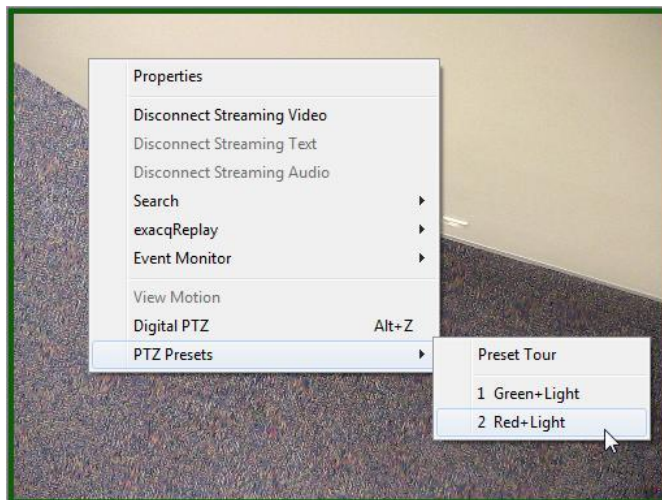 Properties
Disconnect Streaming Video
Disconnect Streaming Text
Disconnect Streaming Audio
Search
exacqReplay
Event Monitor
View Motion
Digital PTZ Alt+Z
PTZ Presets
Preset Tour
1 Green+Light
2 Red+Light